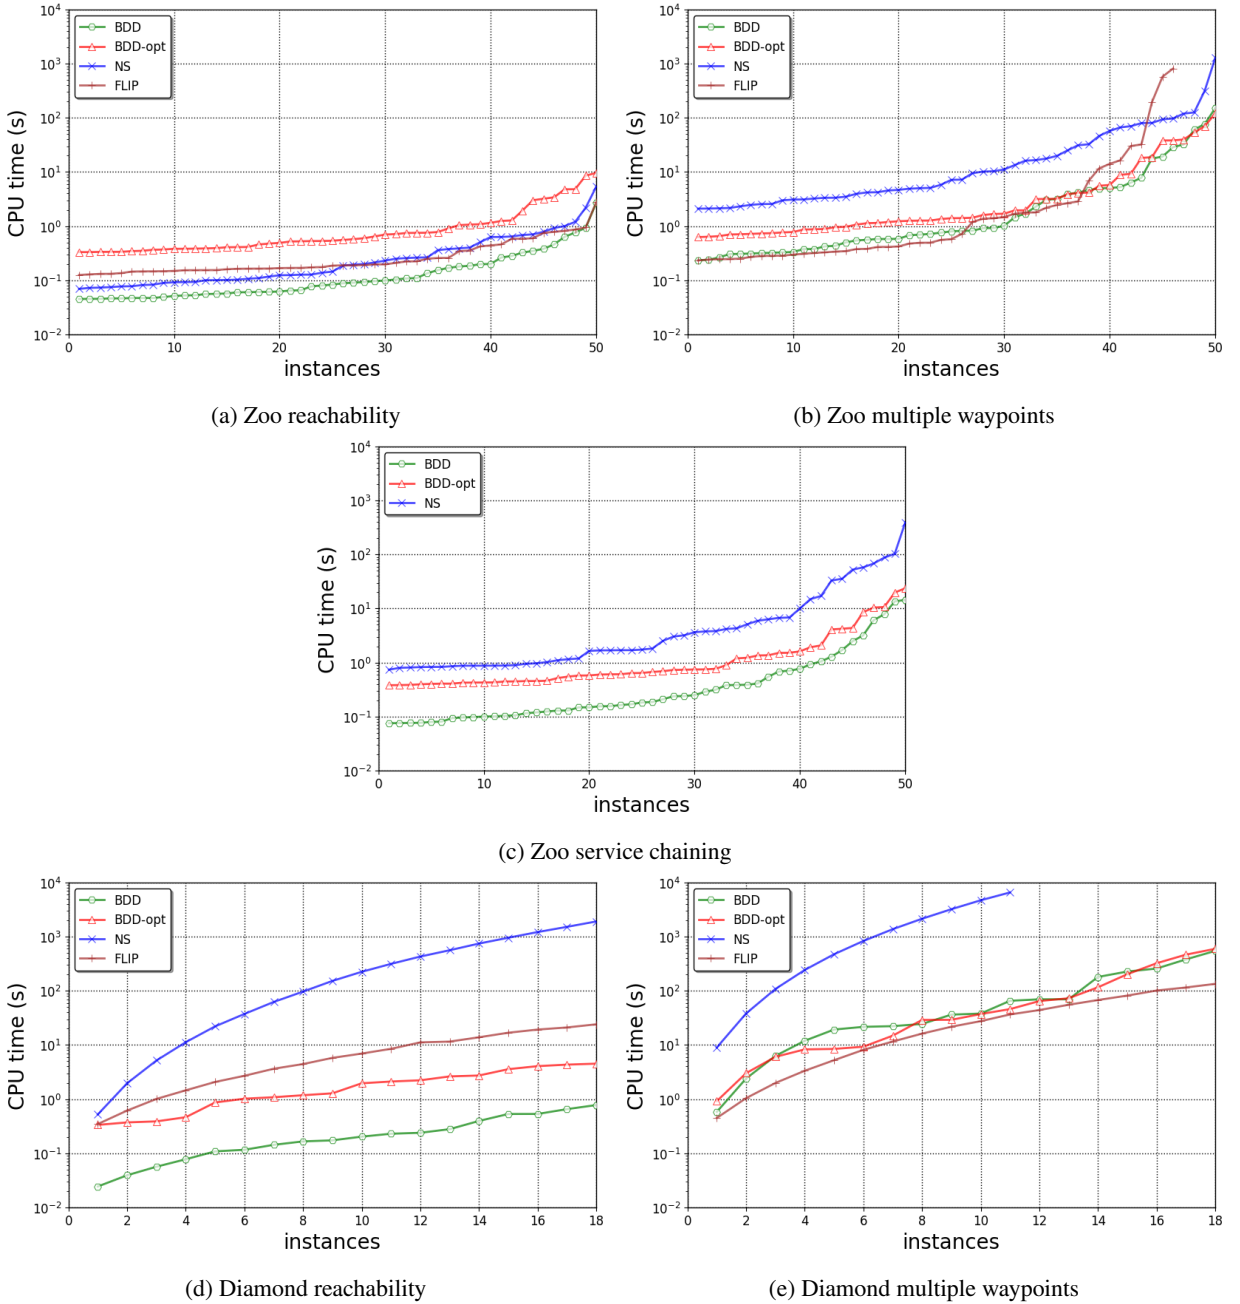 BDD
BDD-opt
NS
FLIP
CPU time (s)
10^4
10^3
10^2
10^1
10^0
10^-1
10^-2
0 10 20 30 40 50
instances
(a) Zoo reachability
BDD
BDD-opt
NS
FLIP
CPU time (s)
10^4
10^3
10^2
10^1
10^0
10^-1
10^-2
0 10 20 30 40 50
instances
(b) Zoo multiple waypoints
BDD
BDD-opt
NS
CPU time (s)
10^4
10^3
10^2
10^1
10^0
10^-1
10^-2
0 10 20 30 40 50
instances
(c) Zoo service chaining
BDD
BDD-opt
NS
FLIP
CPU time (s)
10^4
10^3
10^2
10^1
10^0
10^-1
10^-2
0 2 4 6 8 10 12 14 16 18
instances
(d) Diamond reachability
BDD
BDD-opt
NS
FLIP
CPU time (s)
10^4
10^3
10^2
10^1
10^0
10^-1
10^-2
0 2 4 6 8 10 12 14 16 18
instances
(e) Diamond multiple waypoints